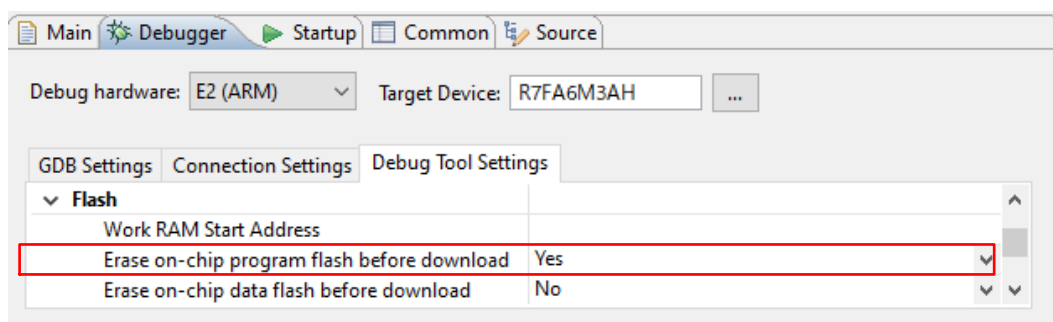 Main Debugger Startup Common Source
Debug hardware: E2 (ARM) Target Device: R7FA6M3AH ...
GDB Settings Connection Settings Debug Tool Settings
Flash
Work RAM Start Address
Erase on-chip program flash before download Yes
Erase on-chip data flash before download No